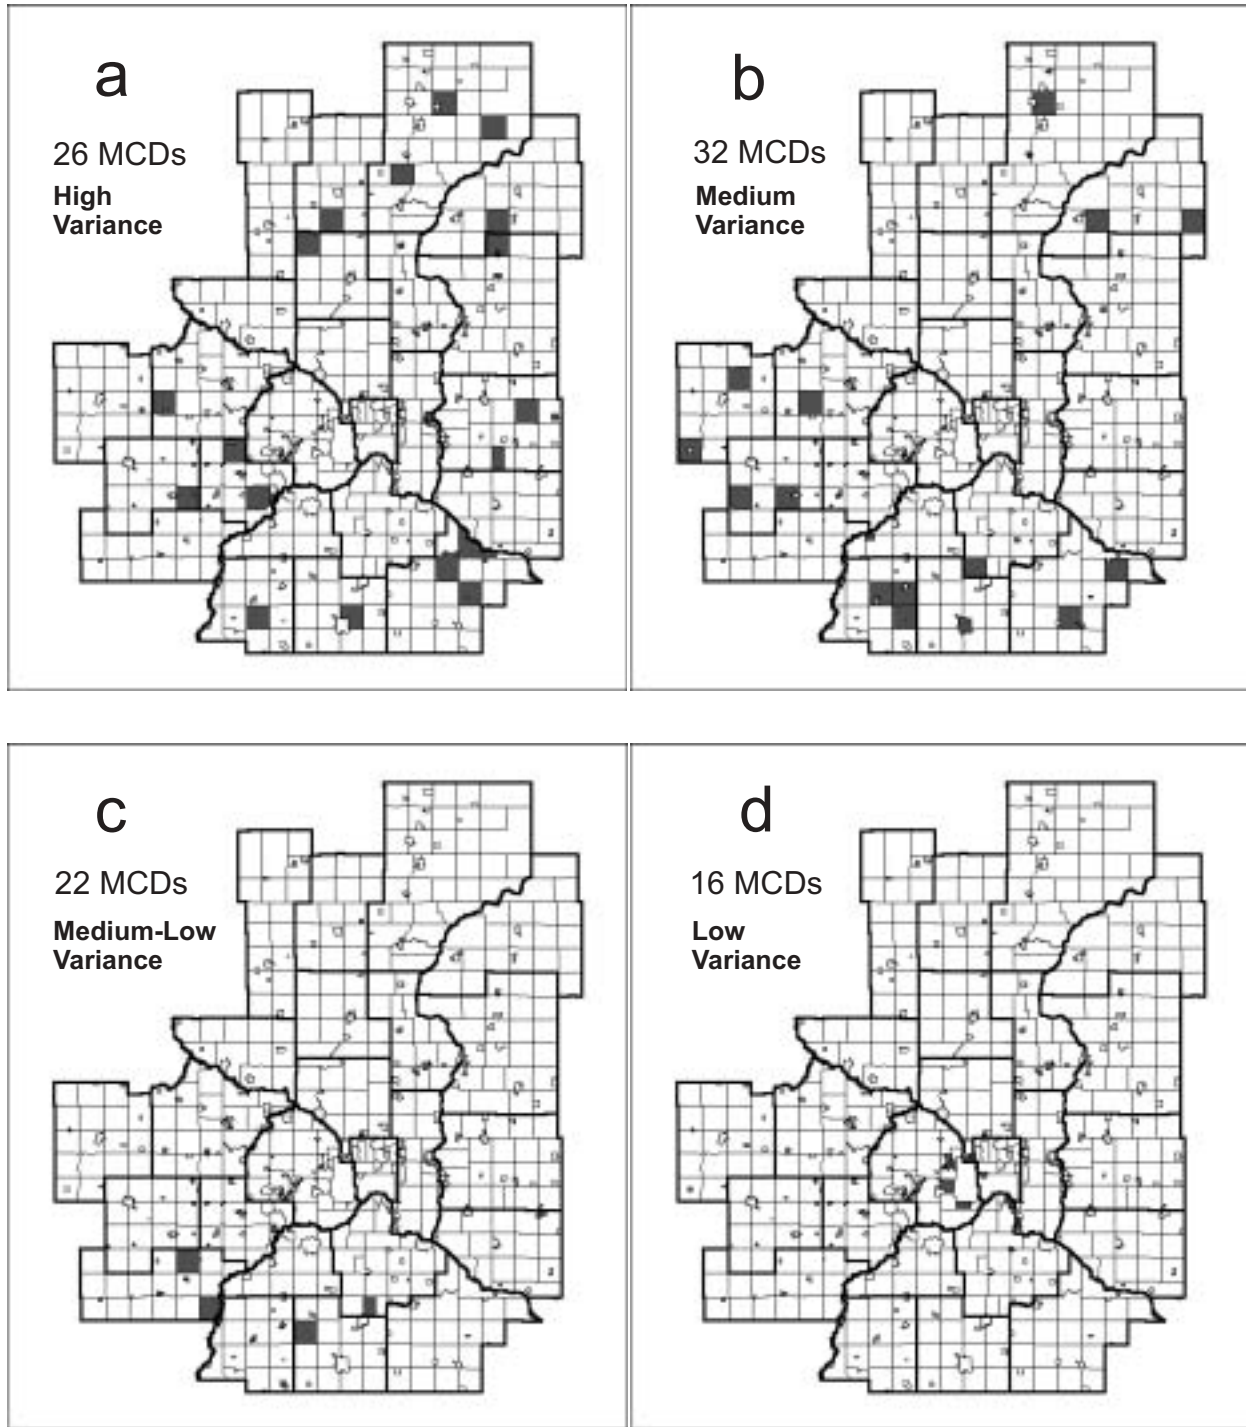 a
26 MCDs
High
Variance
b
32 MCDs
Medium
Variance
c
22 MCDs
Medium-Low
Variance
d
16 MCDs
Low
Variance